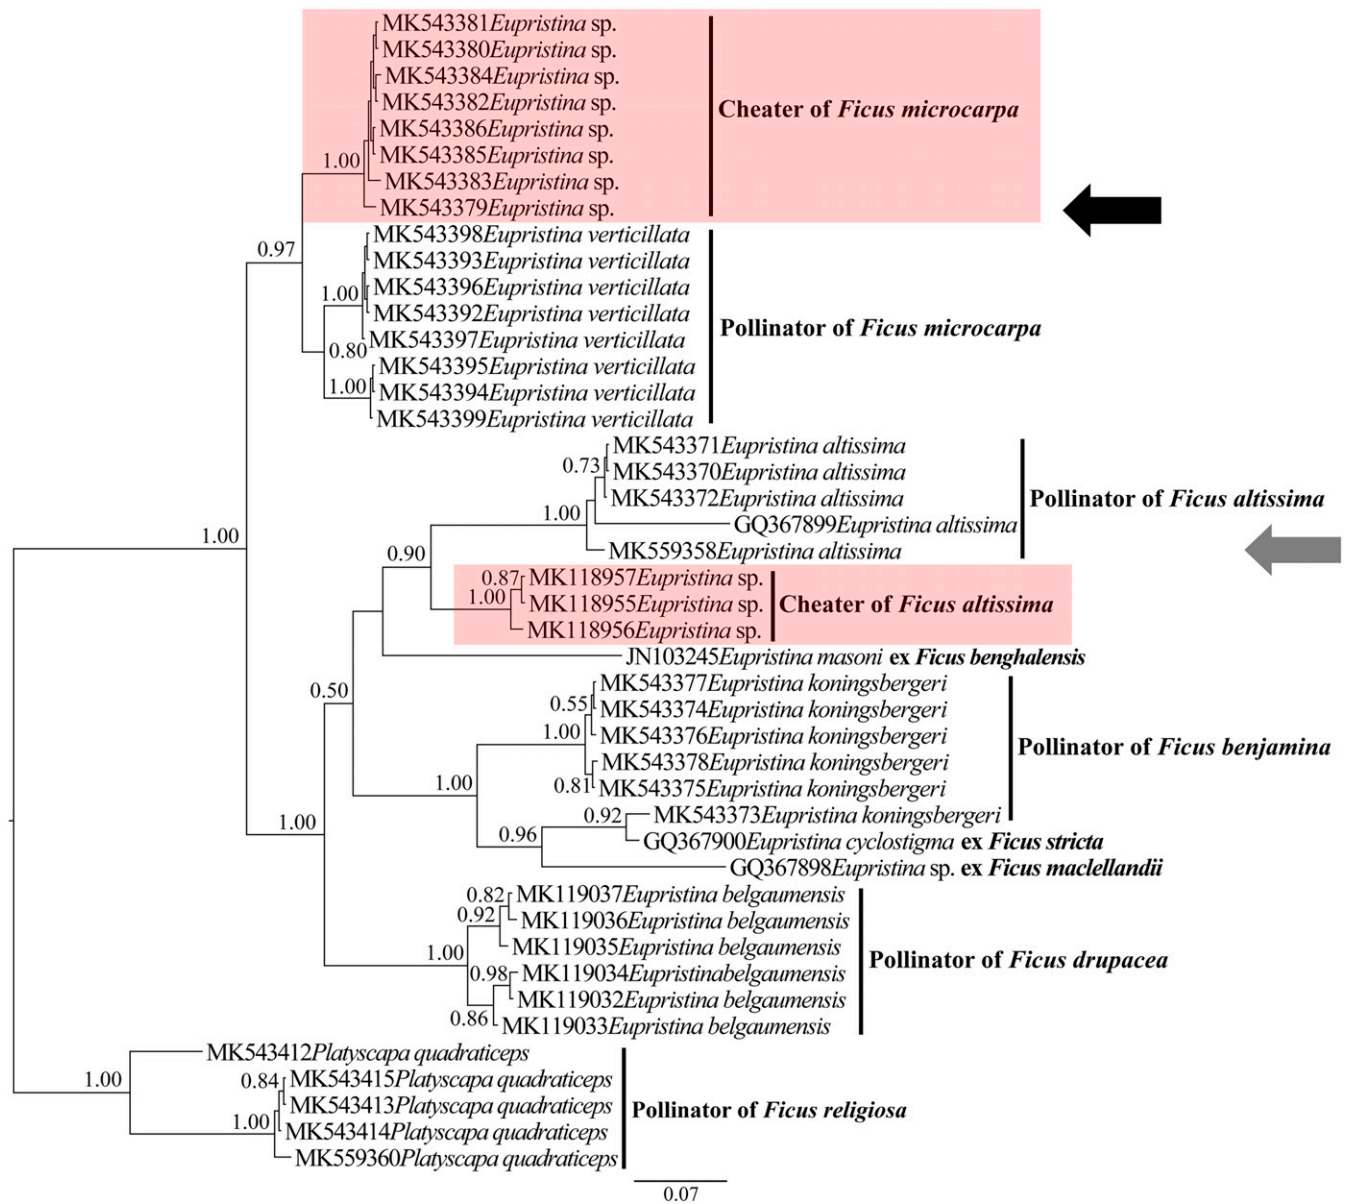 MK543381Eupristina sp.
MK543380Eupristina sp.
MK543384Eupristina sp.
MK543382Eupristina sp.
Cheater of Ficus microcarpa
MK543386Eupristina sp.
MK543385Eupristina sp.
1.00
MK543383Eupristina sp.
MK543379Eupristina sp.
MK543398Eupristina verticillata
0.97
MK543393Eupristina verticillata
MK543396Eupristina verticillata
1.00
MK543392Eupristina verticillata
Pollinator of Ficus microcarpa
MK543397Eupristina verticillata
0.80
MK543395Eupristina verticillata
1.00
MK543394Eupristina verticillata
MK543399Eupristina verticillata
MK543371Eupristina altissima
0.73
MK543370Eupristina altissima
MK543372Eupristina altissima
Pollinator of Ficus altissima
1.00
GQ367899Eupristina altissima
1.00
MK559358Eupristina altissima
0.90
0.87
MK118957Eupristina sp.
1.00
MK118955Eupristina sp.
Cheater of Ficus altissima
MK118956Eupristina sp.
JN103245Eupristina masoni ex Ficus benghalensis
MK543377Eupristina koningsbergeri
0.50
0.55
MK543374Eupristina koningsbergeri
1.00
MK543376Eupristina koningsbergeri
Pollinator of Ficus benjamina
MK543378Eupristina koningsbergeri
1.00
0.81
MK543375Eupristina koningsbergeri
0.92
MK543373Eupristina koningsbergeri
1.00
0.96
GQ367900Eupristina cyclostigma ex Ficus stricta
GQ367898Eupristina sp. ex Ficus maclellandii
0.82
MK119037Eupristina belgaumensis
0.92
MK119036Eupristina belgaumensis
1.00
MK119035Eupristina belgaumensis
Pollinator of Ficus drupacea
0.98
MK119034Eupristinabelgaumensis
MK119032Eupristina belgaumensis
0.86
MK119033Eupristina belgaumensis
MK543412Platyscapa quadraticeps
1.00
0.84
MK543415Platyscapa quadraticeps
MK543413Platyscapa quadraticeps
Pollinator of Ficus religiosa
1.00
MK543414Platyscapa quadraticeps
MK559360Platyscapa quadraticeps
0.07